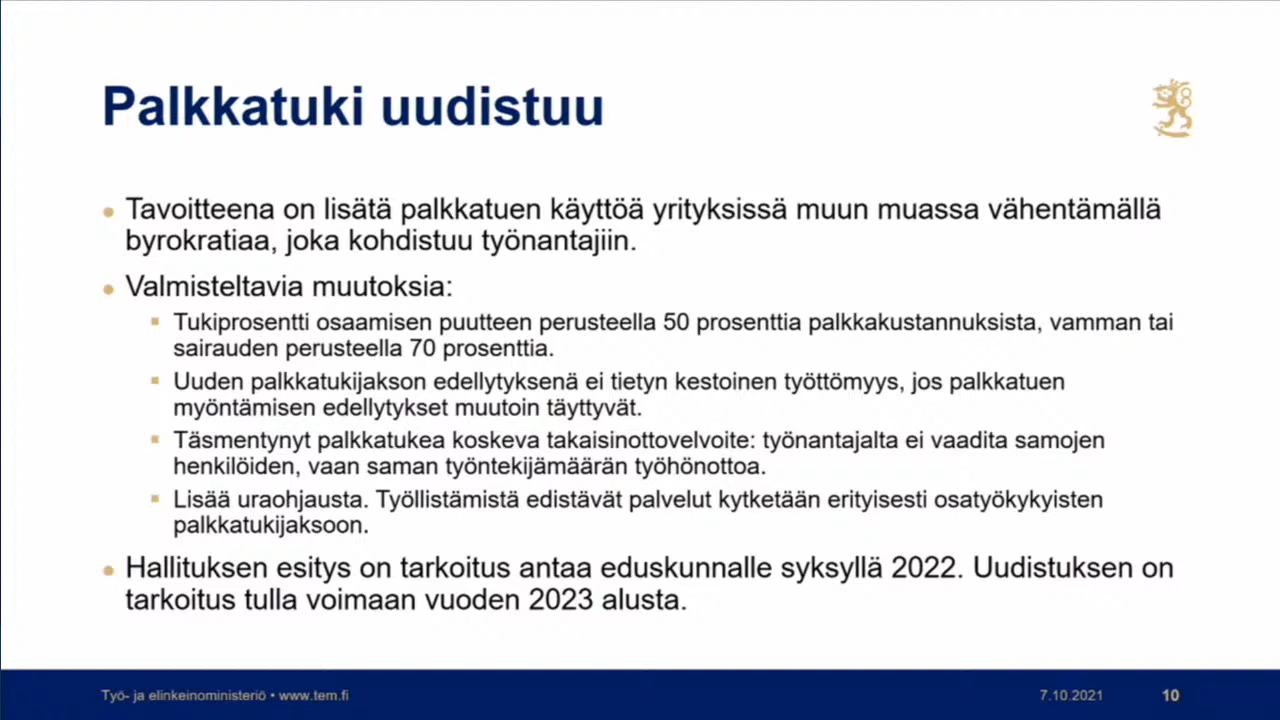 Palkkatuki uudistuu
• Tavoitteena on lisätä palkkatuen käyttöä yrityksissä muun muassa vähentämällä
byrokratiaa, joka kohdistuu työnantajiin.
• Valmisteltavia muutoksia:
▪ Tukiprosentti osaamisen puutteen perusteella 50 prosenttia palkkakustannuksista, vamman tai
sairauden perusteella 70 prosenttia.
▪ Uuden palkkatukijakson edellytyksenä ei tietyn kestoinen työttömyys, jos palkkatuen
myöntämisen edellytykset muutoin täyttyvät.
▪ Täsmentynyt palkkatukea koskeva takaisinottovelvoite: työnantajalta ei vaadita samojen
henkilöiden, vaan saman työntekijämäärän työhönottoa.
▪ Lisää uraohjausta. Työllistämistä edistävät palvelut kytketään erityisesti osatyökykyisten
palkkatukijaksoon.
• Hallituksen esitys on tarkoitus antaa eduskunnalle syksyllä 2022. Uudistuksen on
tarkoitus tulla voimaan vuoden 2023 alusta.
Työ- ja elinkeinoministeriö • www.tem.fi 7.10.2021 10